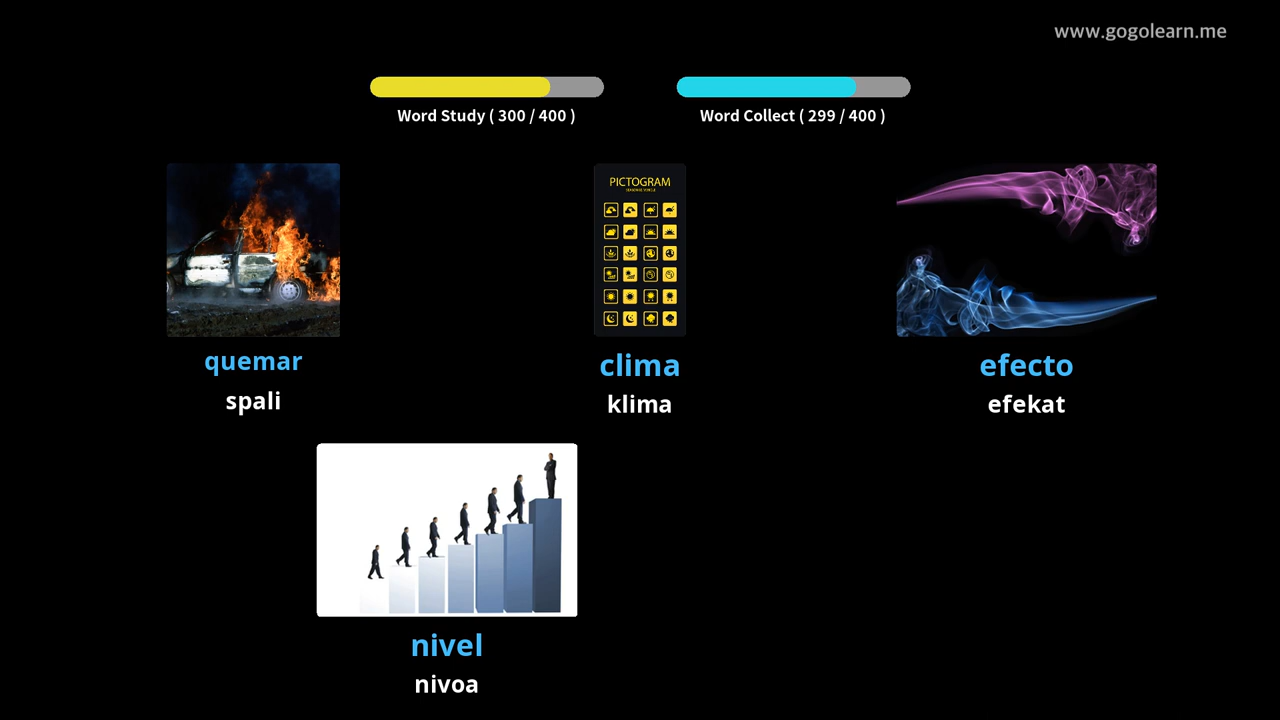 www.gogolearn.me
Word Study ( 300 / 400 )
Word Collect ( 299 / 400 )
PICTOGRAM
quemar
spali
clima
klima
efecto
efekat
nivel
nivoa